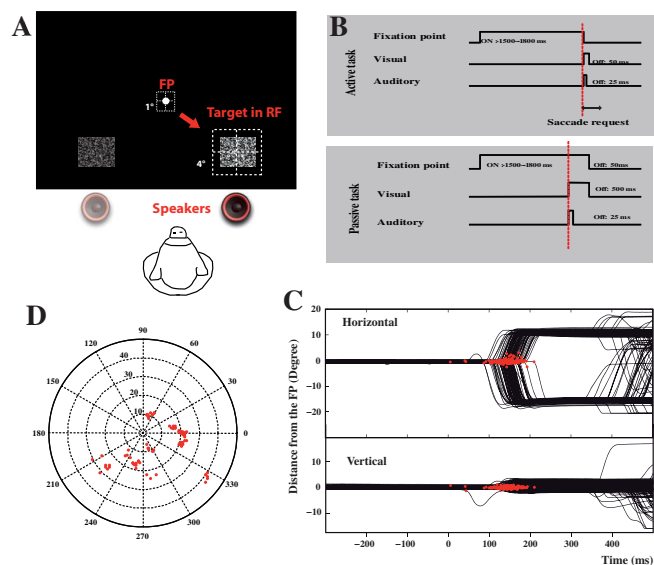 A
FP
1°
Target in RF
4°
Speakers
B
Active task
Fixation point
ON >1500–1800 ms
Visual
Off: 50 ms
Auditory
Off: 25 ms
Saccade request
Passive task
Fixation point
ON >1500–1800 ms
Off: 50ms
Visual
Off: 500 ms
Auditory
Off: 25 ms
D
90
120
60
40
150
30
30
20
10
180
0
210
330
240
300
270
C
Distance from the FP (Degree)
20
Horizontal
10
0
−10
−20
Vertical
10
0
−10
−200
−100
0
100
200
300
400
Time (ms)